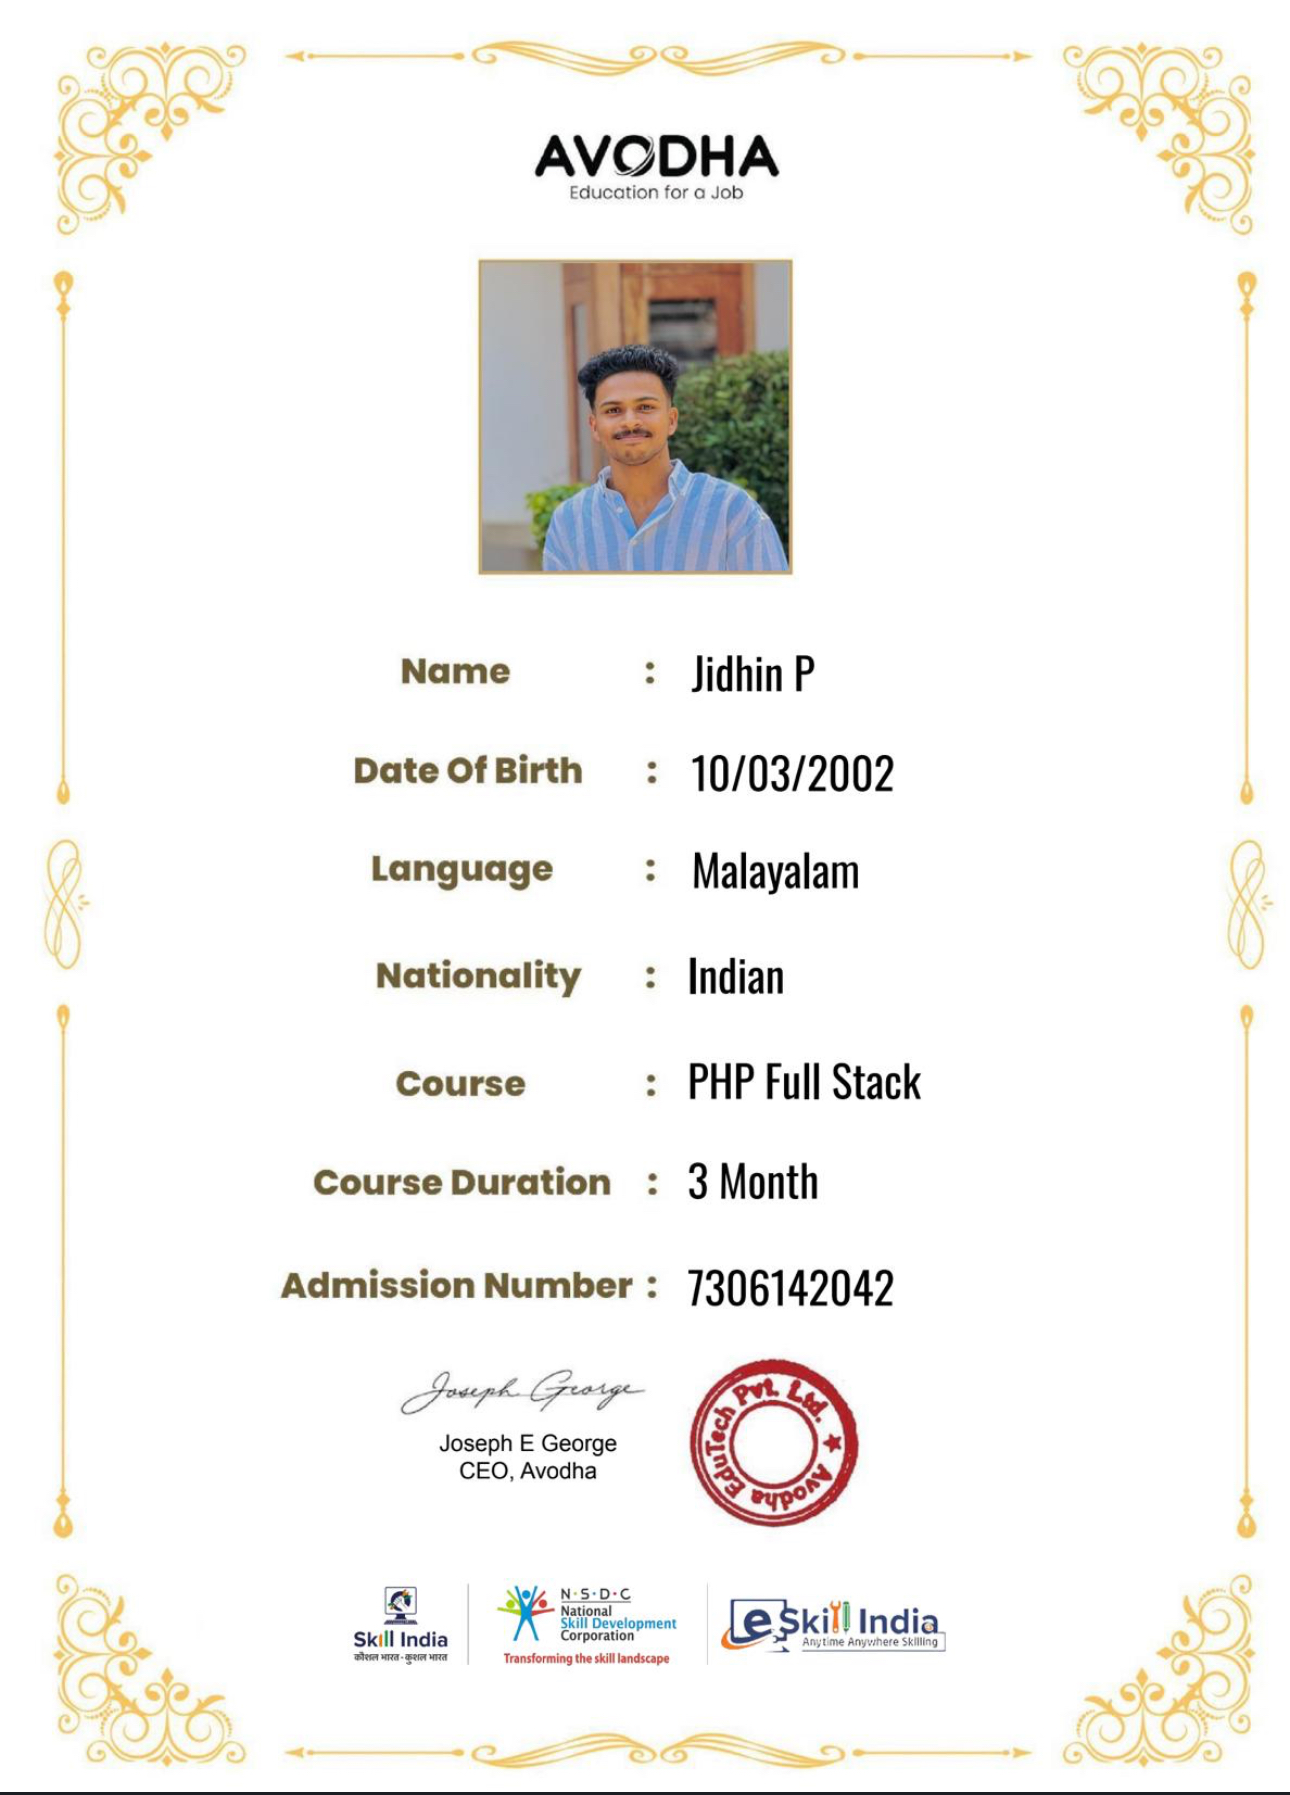 AVODHA
Education for a Job
Name : Jidhin P
Date Of Birth : 10/03/2002
Language : Malayalam
Nationality : Indian
Course : PHP Full Stack
Course Duration : 3 Month
Admission Number : 7306142042
Joseph George
Joseph E George
CEO, Avodha
Avodha EduTech Pvt. Ltd. ★
Skill India
कौशल भारत - कुशल भारत
N·S·D·C
National
Skill Development
Corporation
Transforming the skill landscape
eSkill India
Anytime Anywhere Skilling